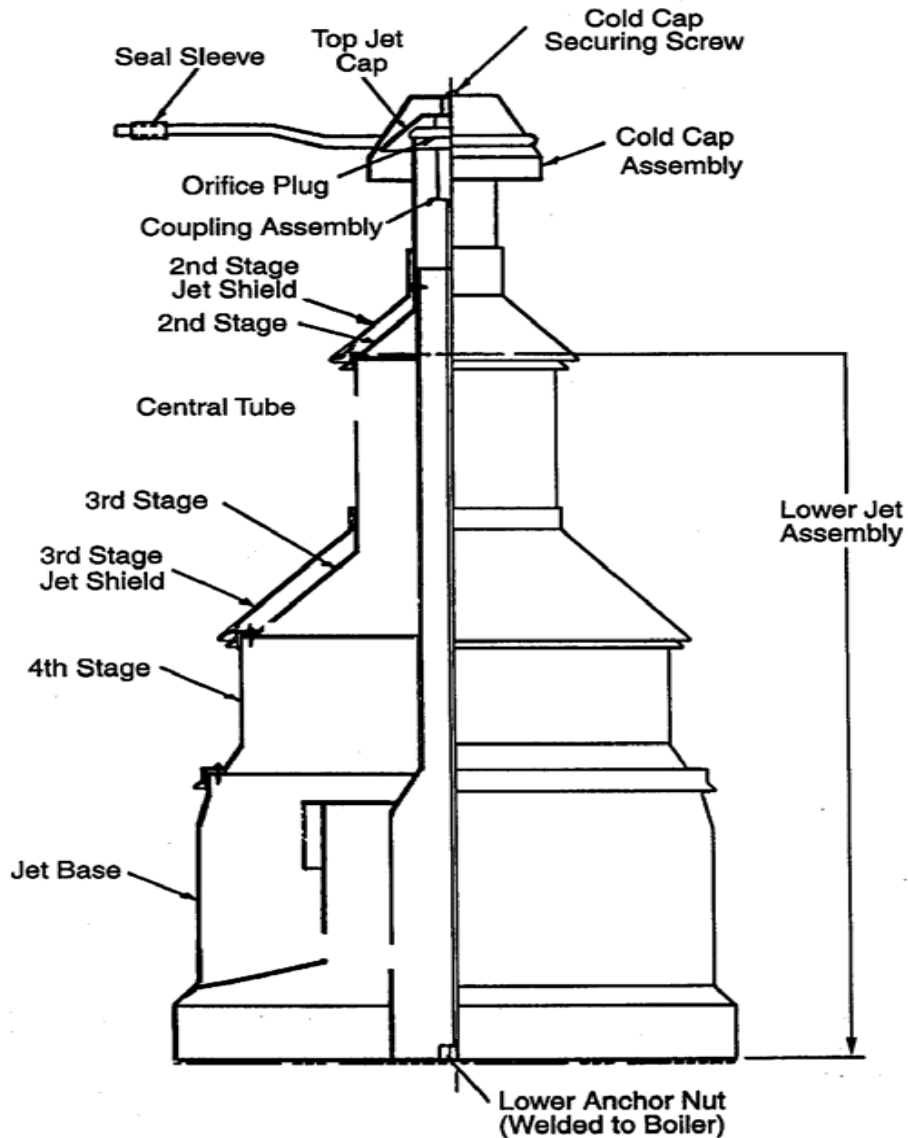 Cold Cap
Securing Screw
Top Jet
Cap
Seal Sleeve
Cold Cap
Assembly
Orifice Plug
Coupling Assembly
2nd Stage
Jet Shield
2nd Stage
Central Tube
3rd Stage
Lower Jet
Assembly
3rd Stage
Jet Shield
4th Stage
Jet Base
Lower Anchor Nut
(Welded to Boiler)